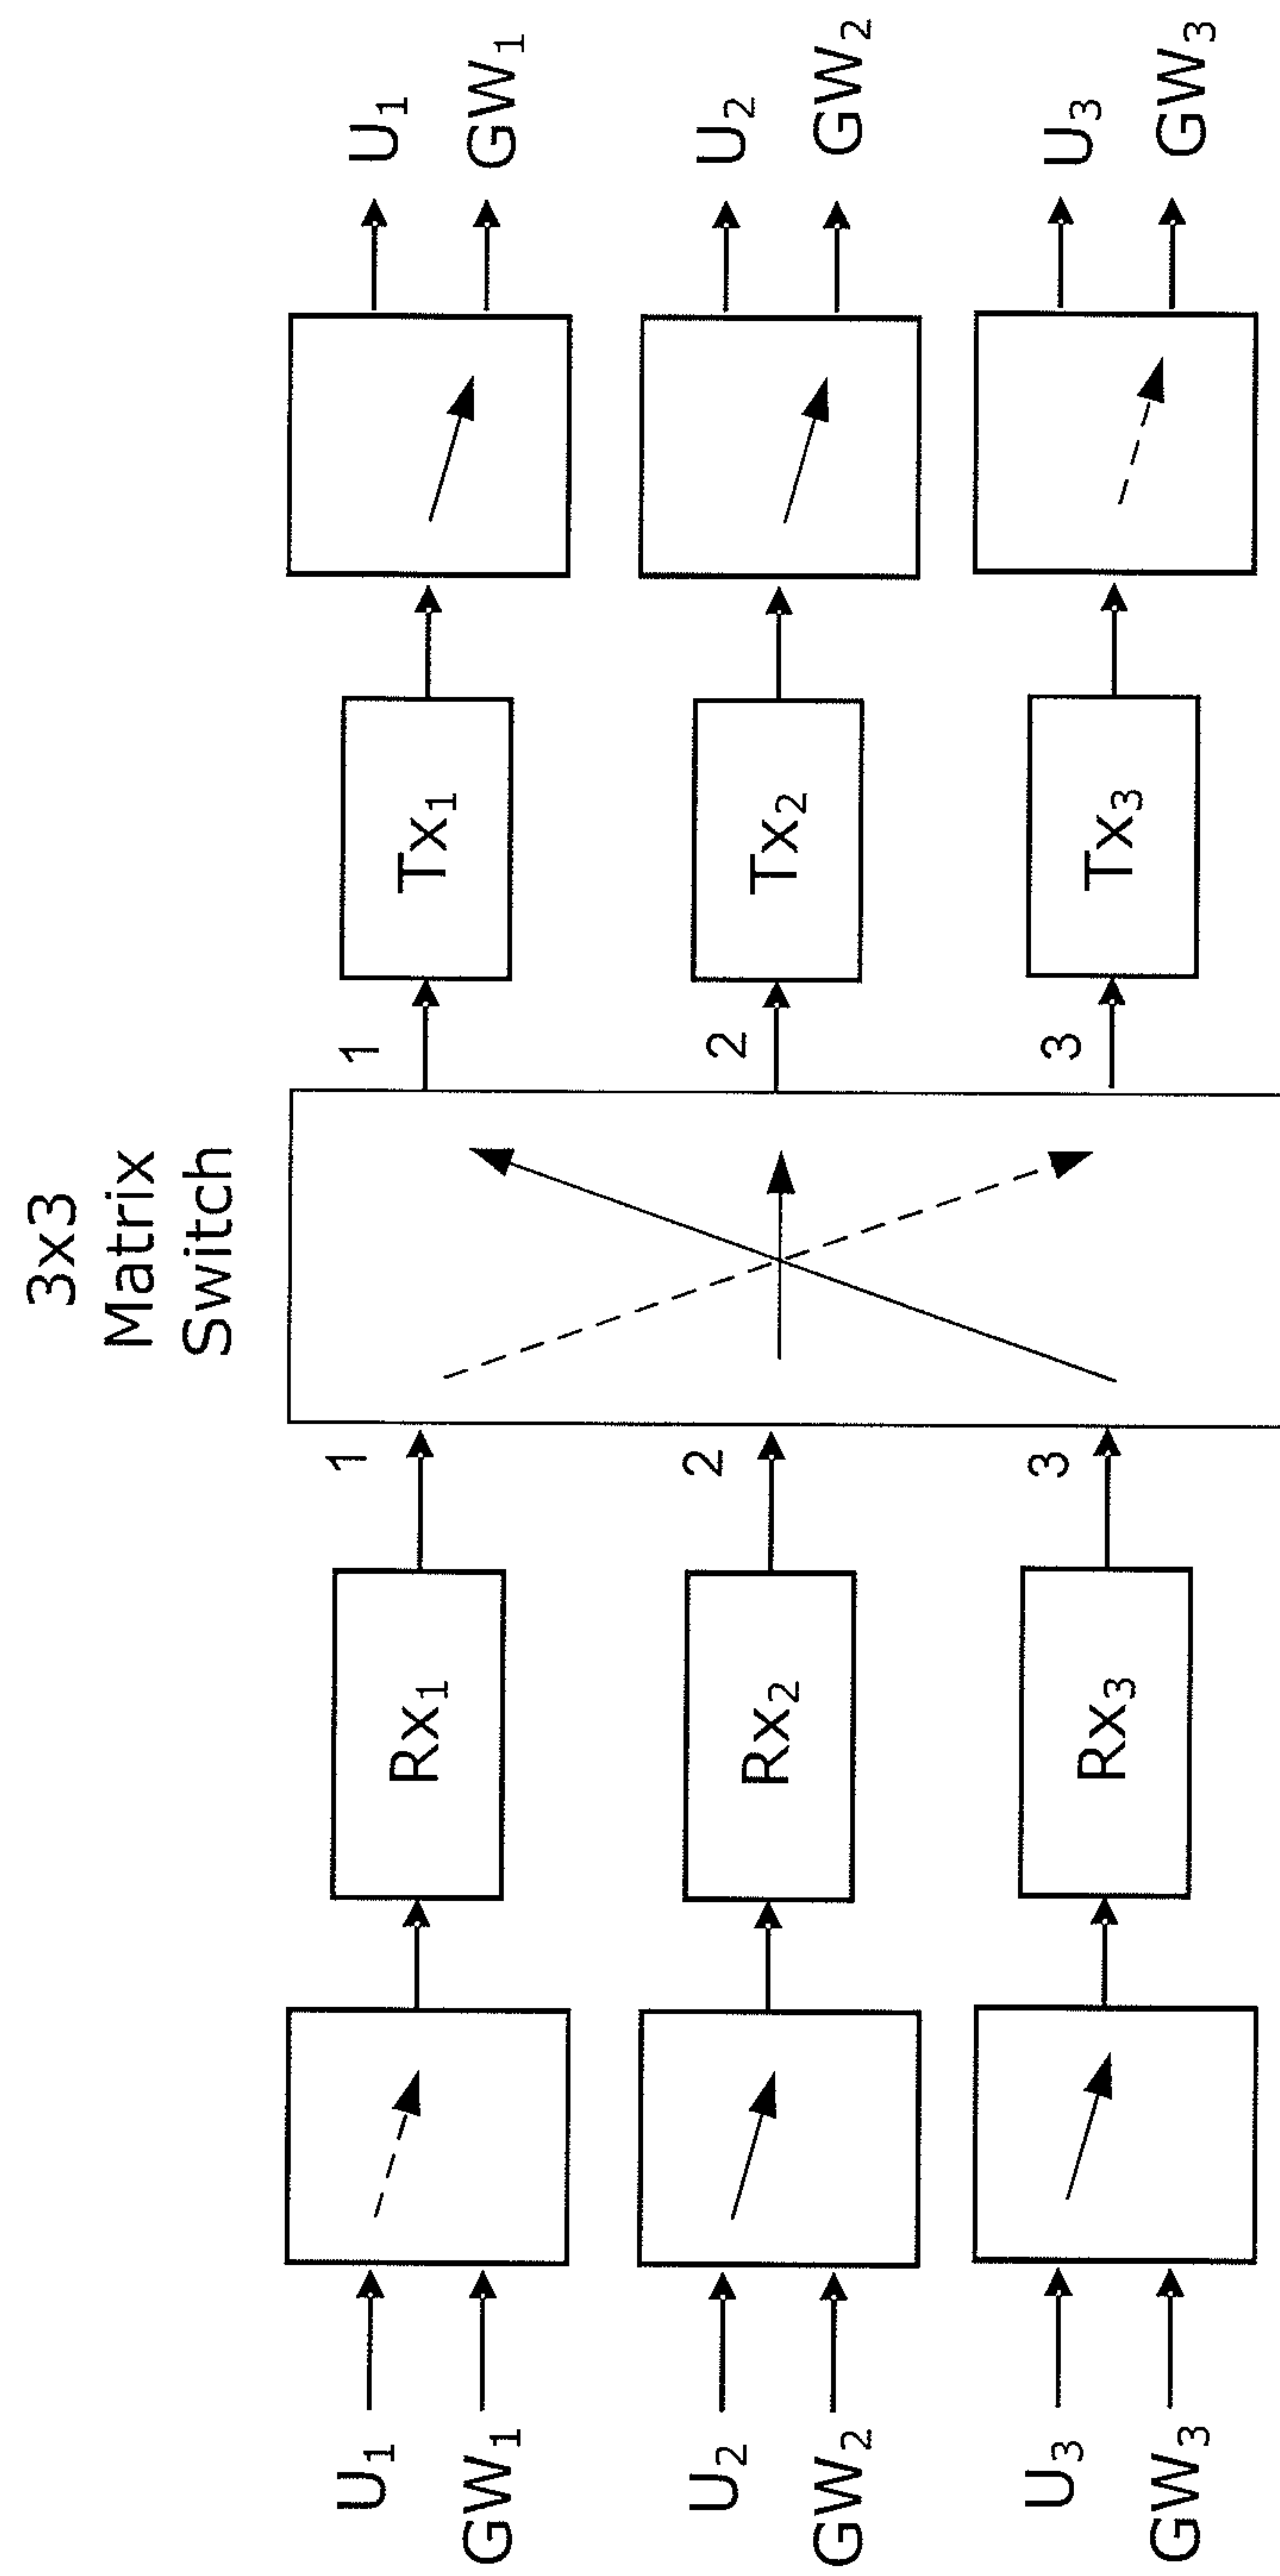 3x3
Matrix
Switch
U₁
GW₁
Rx₁
1
1
Tx₁
U₁
GW₁
U₂
GW₂
Rx₂
2
2
Tx₂
U₂
GW₂
U₃
GW₃
Rx₃
3
3
Tx₃
U₃
GW₃